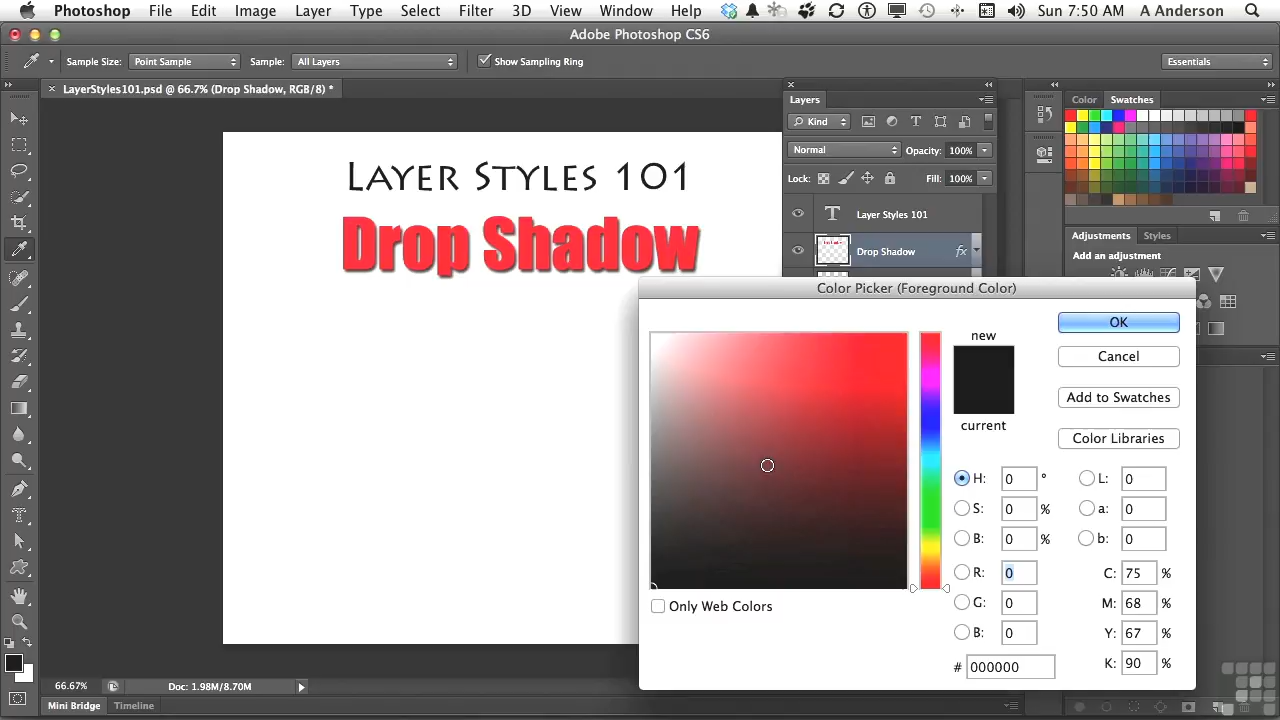 Photoshop File Edit Image Layer Type Select Filter 3D View Window Help Sun 7:50 AM A Anderson
Adobe Photoshop CS6
Sample Size: Point Sample Sample: All Layers Show Sampling Ring Essentials
LayerStyles101.psd @ 66.7% (Drop Shadow, RGB/8) *
Layers
Color Swatches
Kind
Normal Opacity: 100%
Lock: Fill: 100%
Layer Styles 101
Drop Shadow
Layer Styles 101
Drop Shadow fx
Adjustments Styles
Add an adjustment
Color Picker (Foreground Color)
new
current
OK
Cancel
Add to Swatches
Color Libraries
H: 0 ° L: 0
S: 0 % a: 0
B: 0 % b: 0
R: 0 C: 75 %
G: 0 M: 68 %
B: 0 Y: 67 %
# 000000 K: 90 %
Only Web Colors
66.67% Doc: 1.98M/8.70M
Mini Bridge Timeline